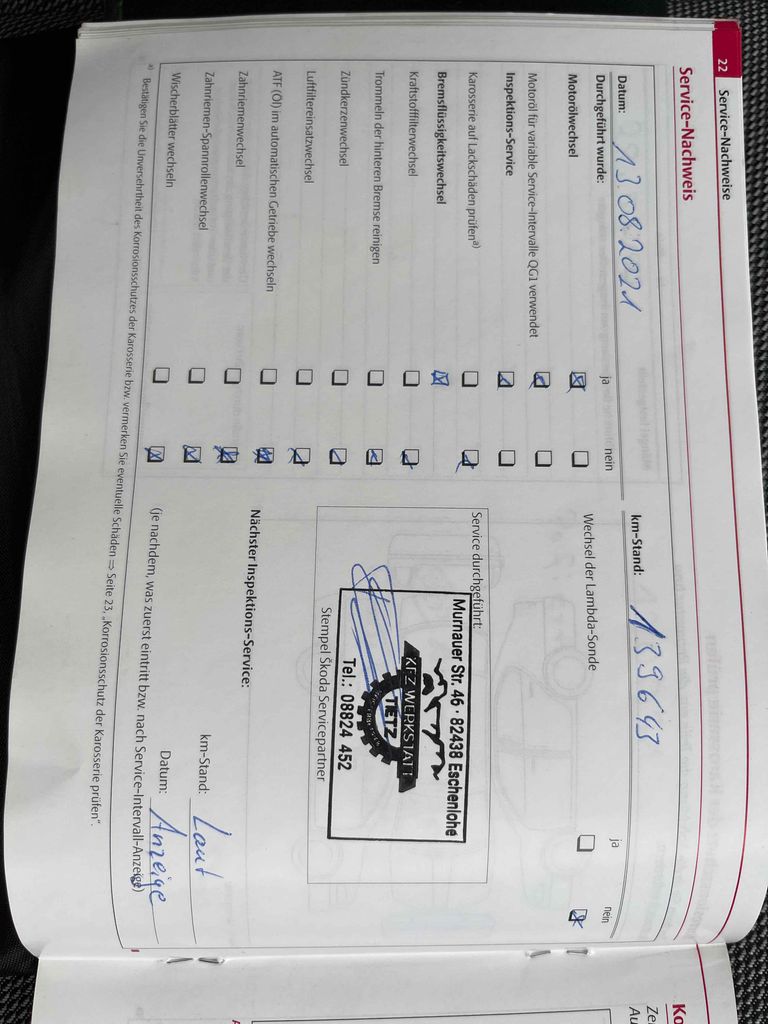 22 Service-Nachweise
Service-Nachweis
Datum: 13.08.2021 km-Stand: 139643
Durchgeführt wurde: ja nein ja nein
Motorölwechsel Wechsel der Lambda-Sonde
Motoröl für variable Service-Intervalle QG1 verwendet
Inspektions-Service
Karosserie auf Lackschäden prüfen a)
Bremsflüssigkeitswechsel
Kraftstofffilterwechsel
Trommeln der hinteren Bremse reinigen
Zündkerzenwechsel
Luftfiltereinsatzwechsel
ATF (Öl) im automatischen Getriebe wechseln
Zahnriemenwechsel
Zahnriemen-Spannrollenwechsel
Wischerblätter wechseln
Service durchgeführt:
Murnauer Str. 46 · 82438 Eschenlohe
KFZ WERKSTATT
TIETZ
Tel.: 08824 452
Stempel Škoda Servicepartner
Nächster Inspektions-Service:
km-Stand: Laut
Datum: Anzeige
(je nachdem, was zuerst eintritt bzw. nach Service-Intervall-Anzeige)
a) Bestätigen Sie die Unversehrtheit des Korrosionsschutzes der Karosserie bzw. vermerken Sie eventuelle Schäden ⇒ Seite 23, „Korrosionsschutz der Karosserie prüfen“.
Ko